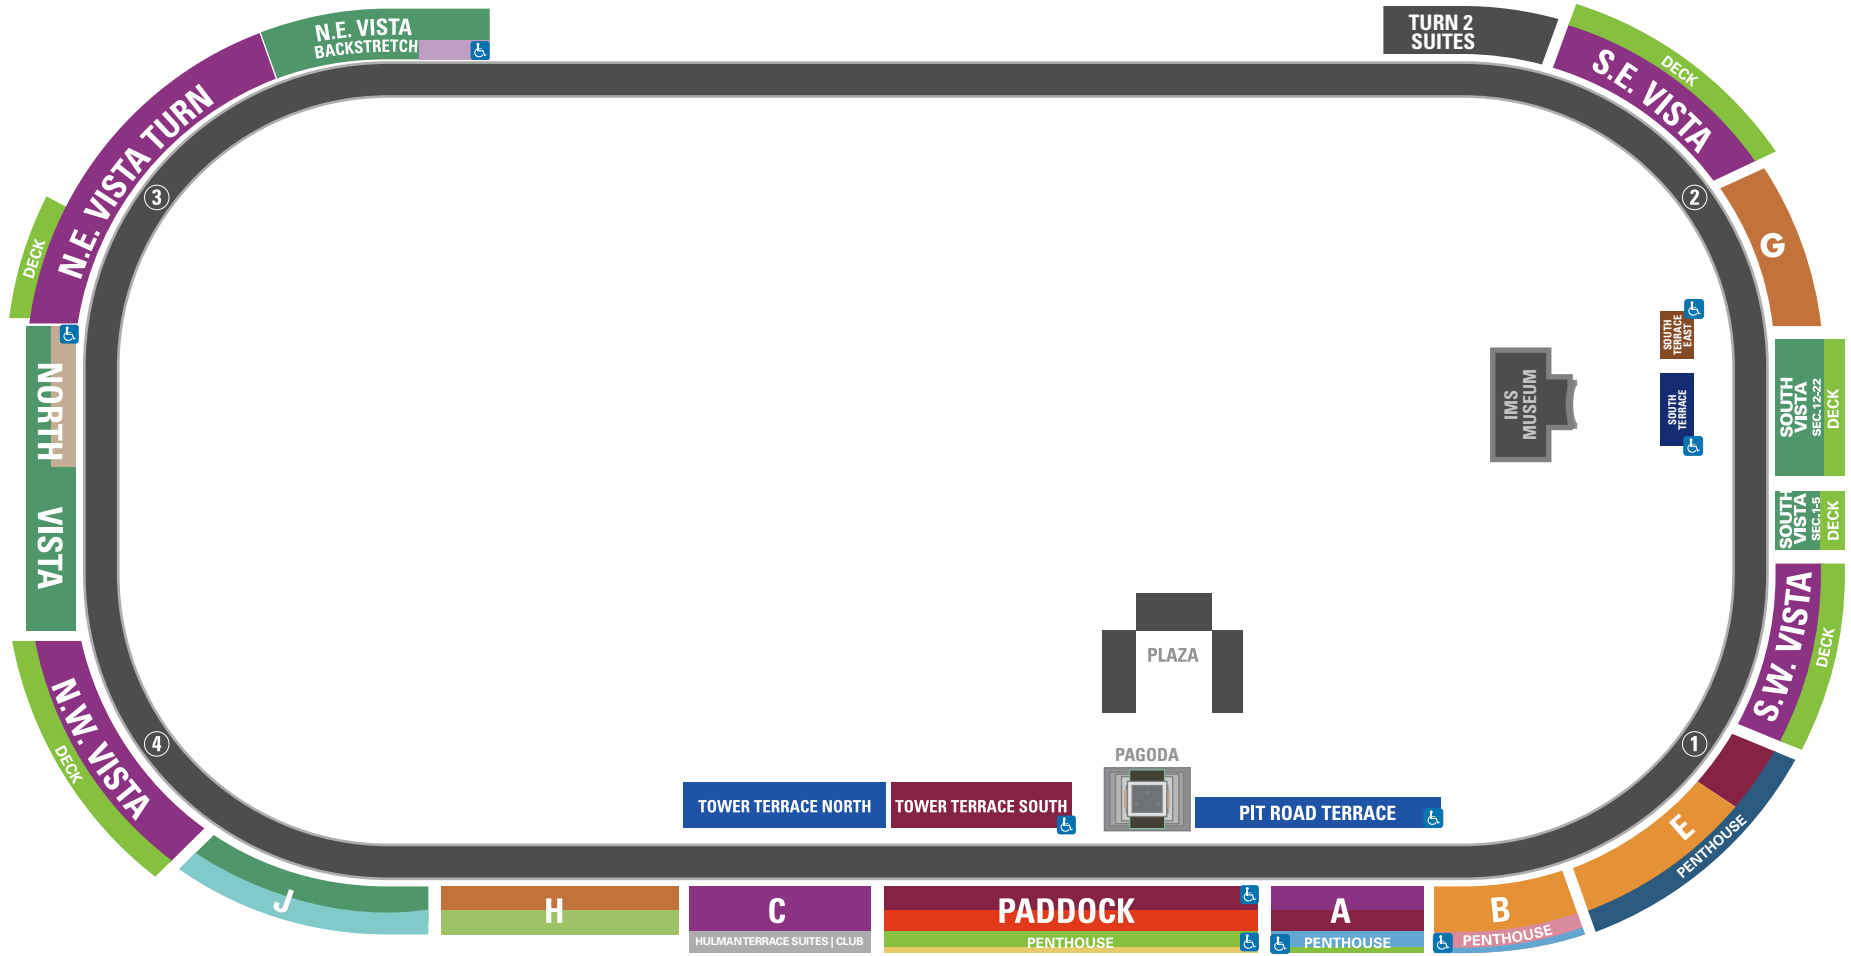 N.E. VISTA
BACKSTRETCH
TURN 2
SUITES
DECK
S.E. VISTA
N.E. VISTA TURN
DECK
3
2
G
SOUTH
TERRACE
EAST
SOUTH
TERRACE
IMS
MUSEUM
SOUTH
VISTA
SEC.12-22
DECK
SOUTH
VISTA
SEC.1-5
DECK
NORTH VISTA
S.W. VISTA
DECK
N.W. VISTA
DECK
4
1
PLAZA
PAGODA
TOWER TERRACE NORTH
TOWER TERRACE SOUTH
PIT ROAD TERRACE
E
PENTHOUSE
J
H
C
HULMAN TERRACE SUITES | CLUB
PADDOCK
PENTHOUSE
A
PENTHOUSE
B
PENTHOUSE